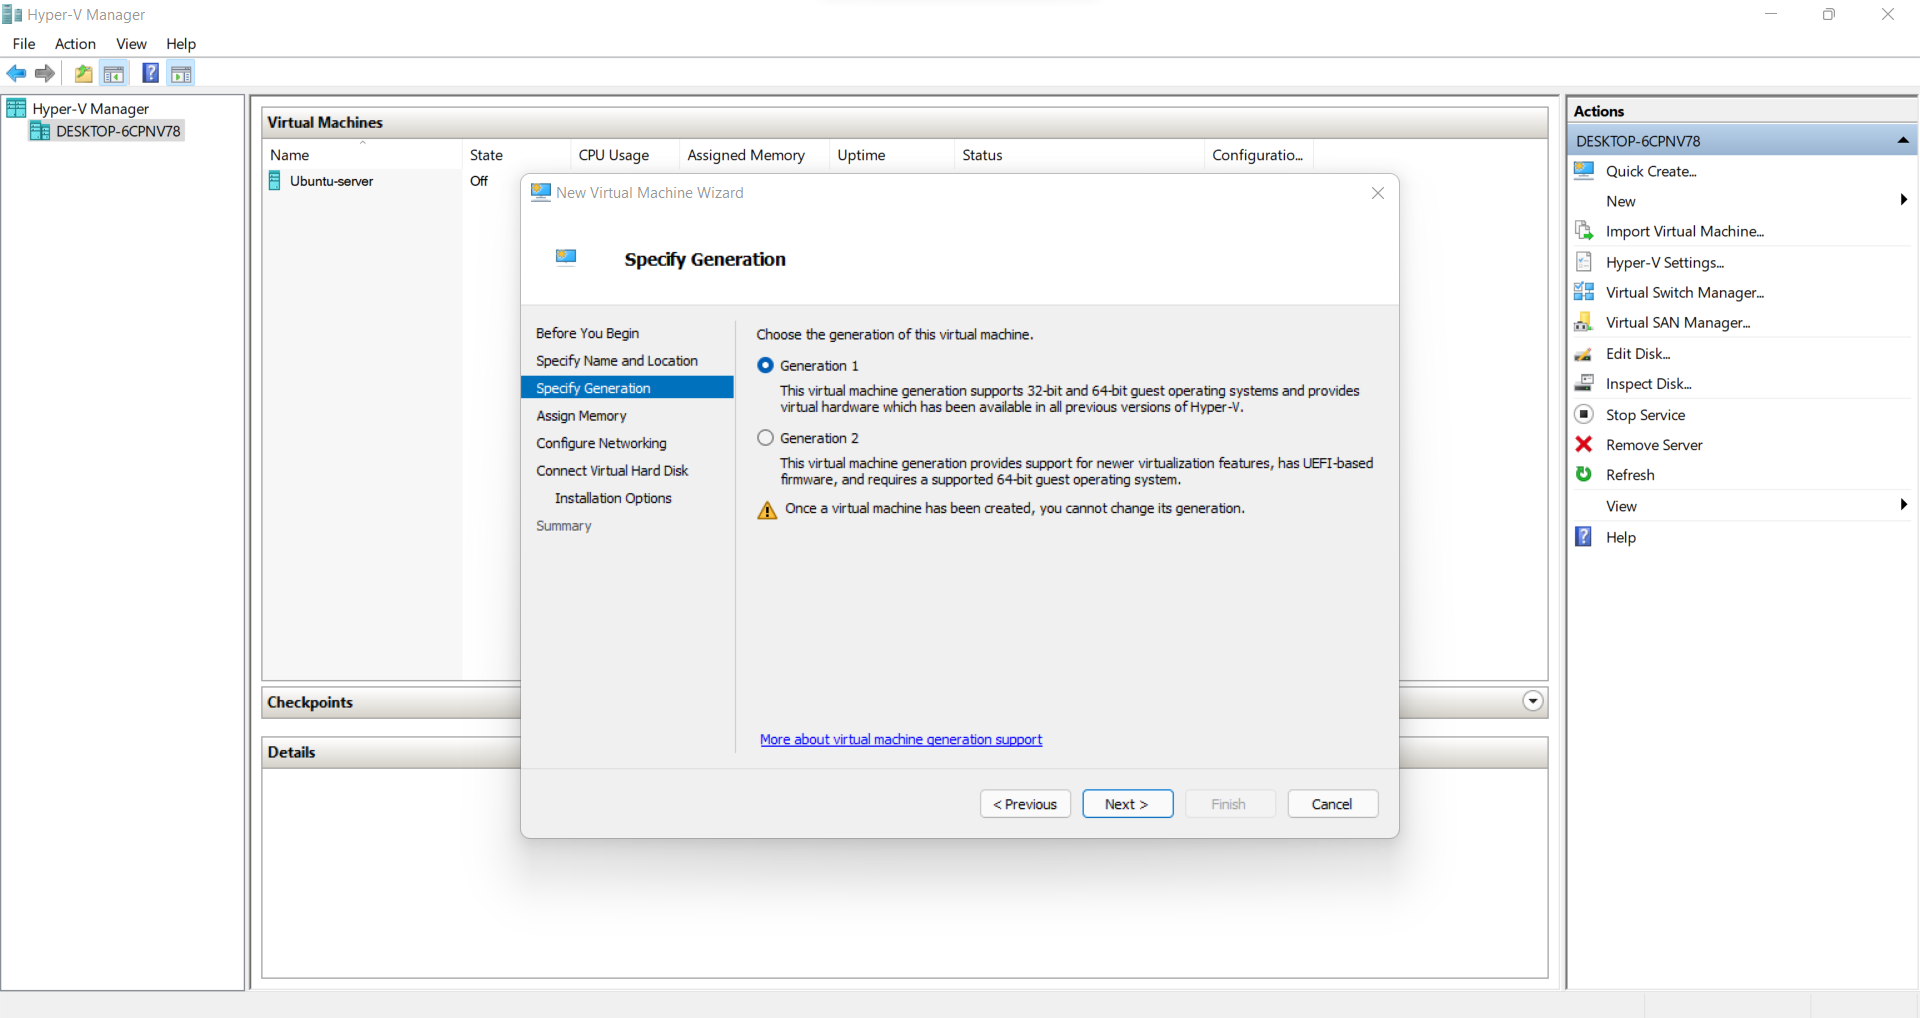 Hyper-V Manager
File Action View Help
Hyper-V Manager
DESKTOP-6CPNV78
Virtual Machines
Name State CPU Usage Assigned Memory Uptime Status Configuratio...
Ubuntu-server Off
New Virtual Machine Wizard
Specify Generation
Before You Begin
Specify Name and Location
Specify Generation
Assign Memory
Configure Networking
Connect Virtual Hard Disk
Installation Options
Summary
Choose the generation of this virtual machine.
Generation 1
This virtual machine generation supports 32-bit and 64-bit guest operating systems and provides
virtual hardware which has been available in all previous versions of Hyper-V.
Generation 2
This virtual machine generation provides support for newer virtualization features, has UEFI-based
firmware, and requires a supported 64-bit guest operating system.
Once a virtual machine has been created, you cannot change its generation.
More about virtual machine generation support
< Previous Next > Finish Cancel
Checkpoints
Details
Actions
DESKTOP-6CPNV78
Quick Create...
New
Import Virtual Machine...
Hyper-V Settings...
Virtual Switch Manager...
Virtual SAN Manager...
Edit Disk...
Inspect Disk...
Stop Service
Remove Server
Refresh
View
Help